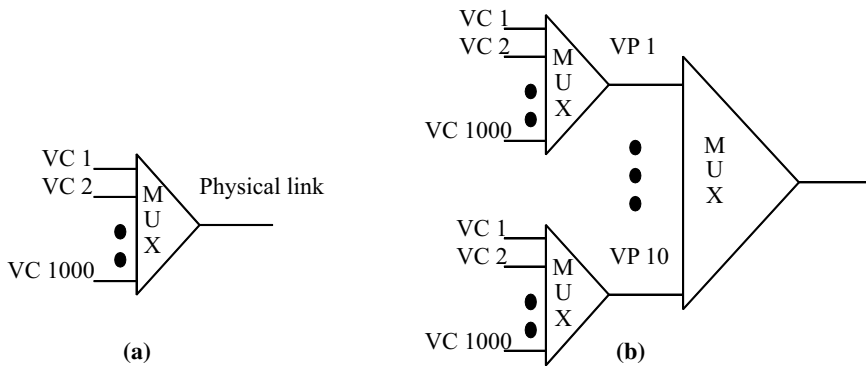 VC 1
VC 2
VC 1000
M
U
X
Physical link
(a)
VC 1
VC 2
VC 1000
M
U
X
VP 1
VC 1
VC 2
VC 1000
M
U
X
VP 10
M
U
X
(b)